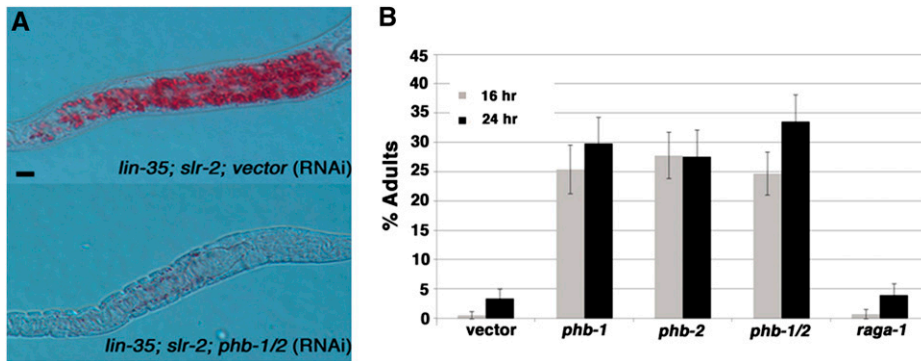 A
lin-35; slr-2; vector (RNAi)
lin-35; slr-2; phb-1/2 (RNAi)
B
% Adults
45
40
35
30
25
20
15
10
5
0
16 hr
24 hr
vector
phb-1
phb-2
phb-1/2
raga-1